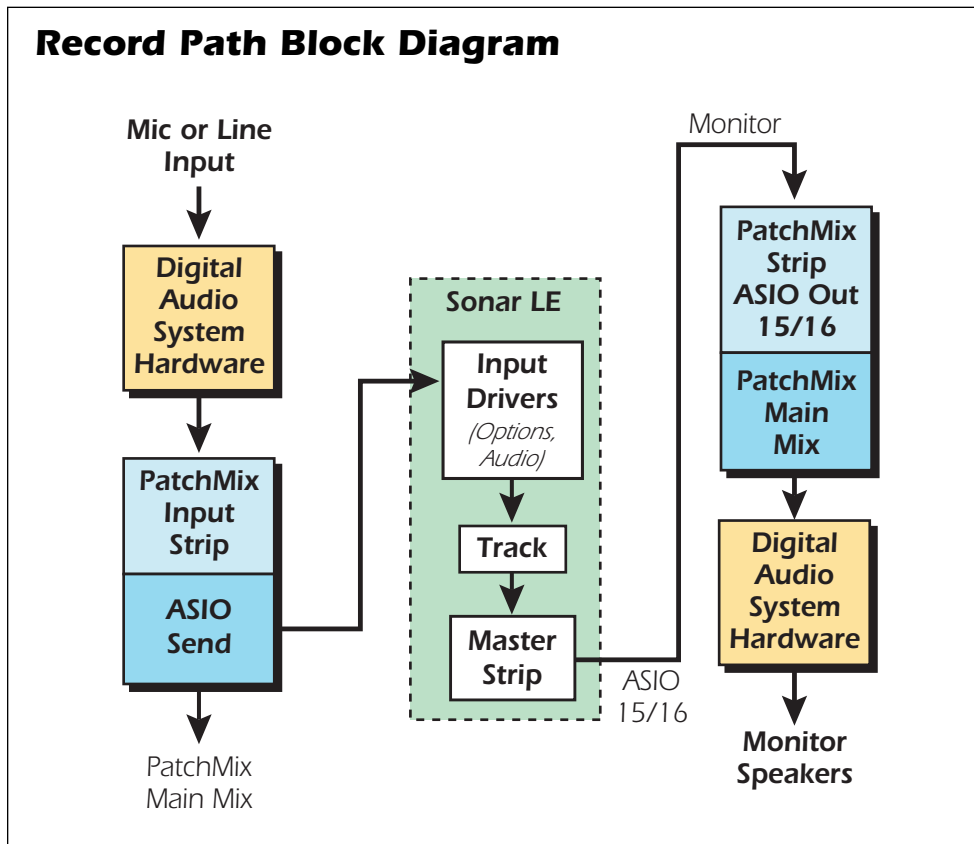 Record Path Block Diagram
Mic or Line
Input
Digital
Audio
System
Hardware
PatchMix
Input
Strip
ASIO
Send
PatchMix
Main Mix
Sonar LE
Input
Drivers
(Options,
Audio)
Track
Master
Strip
ASIO
15/16
Monitor
PatchMix
Strip
ASIO Out
15/16
PatchMix
Main
Mix
Digital
Audio
System
Hardware
Monitor
Speakers